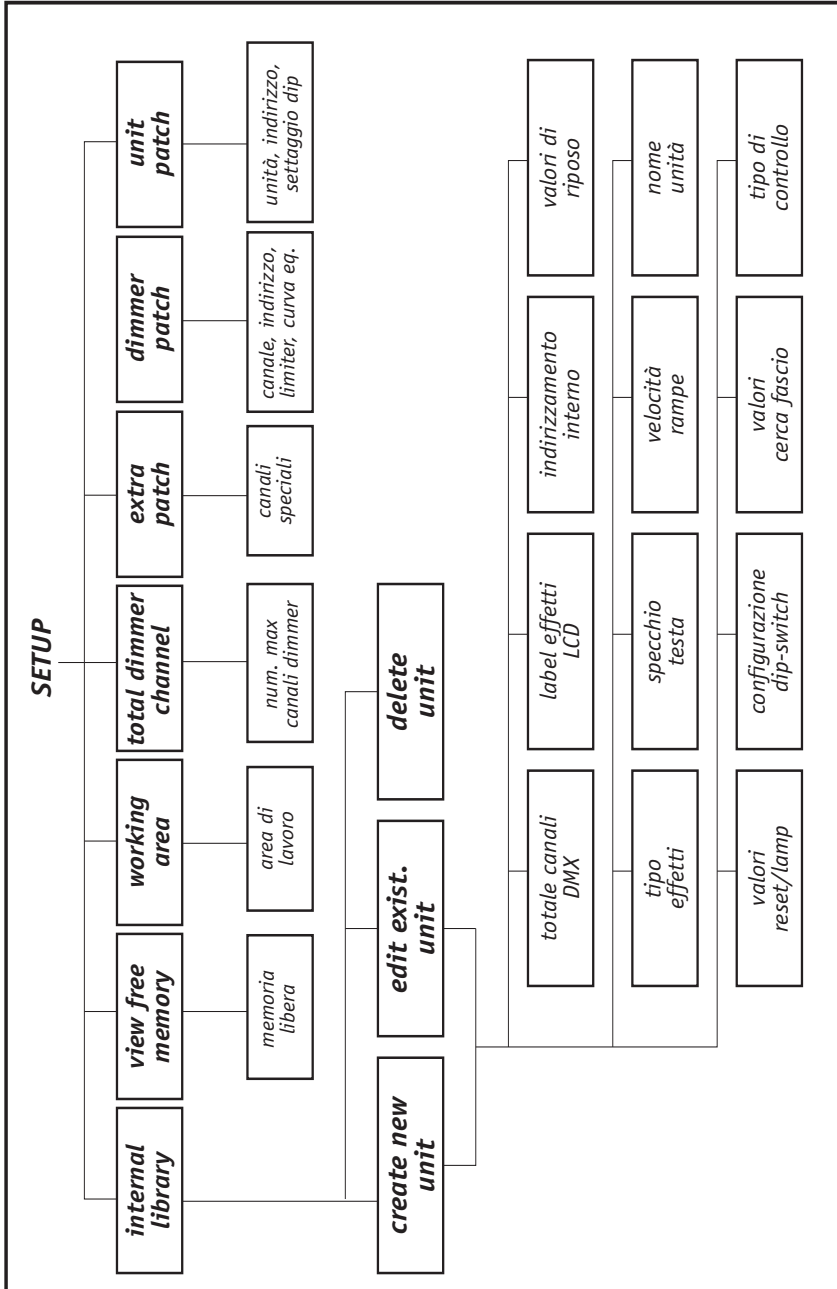 SETUP
internal
library
view free
memory
working
area
total dimmer
channel
extra
patch
dimmer
patch
unit
patch
memoria
libera
area di
lavoro
num. max
canali dimmer
canali
speciali
canale, indirizzo,
limiter, curva eq.
unità, indirizzo,
settaggio dip
create new
unit
edit exist.
unit
delete
unit
totale canali
DMX
label effetti
LCD
indirizzamento
interno
valori di
riposo
tipo
effetti
specchio
testa
velocità
rampe
nome
unità
valori
reset/lamp
configurazione
dip-switch
valori
cerca fascio
tipo di
controllo